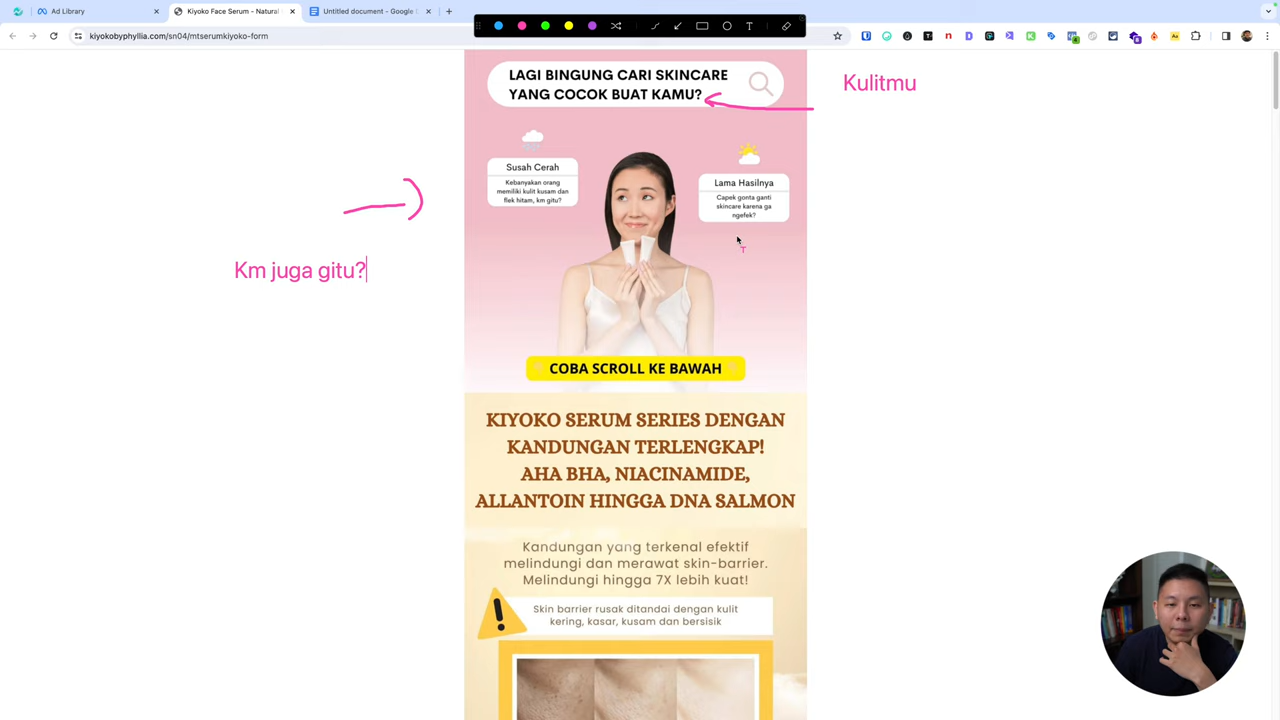 Ad Library
Kiyoko Face Serum - Natural
Untitled document - Google
kiyokobyphyllia.com/sn04/mtserumkiyoko-form
LAGI BINGUNG CARI SKINCARE
YANG COCOK BUAT KAMU?
Kulitmu
Susah Cerah
Kebanyakan orang
memiliki kulit kusam dan
flek hitam, km gitu?
Lama Hasilnya
Capek gonta ganti
skincare karena ga
ngefek?
T
Km juga gitu?
COBA SCROLL KE BAWAH
KIYOKO SERUM SERIES DENGAN
KANDUNGAN TERLENGKAP!
AHA BHA, NIACINAMIDE,
ALLANTOIN HINGGA DNA SALMON
Kandungan yang terkenal efektif
melindungi dan merawat skin-barrier.
Melindungi hingga 7X lebih kuat!
Skin barrier rusak ditandai dengan kulit
kering, kasar, kusam dan bersisik